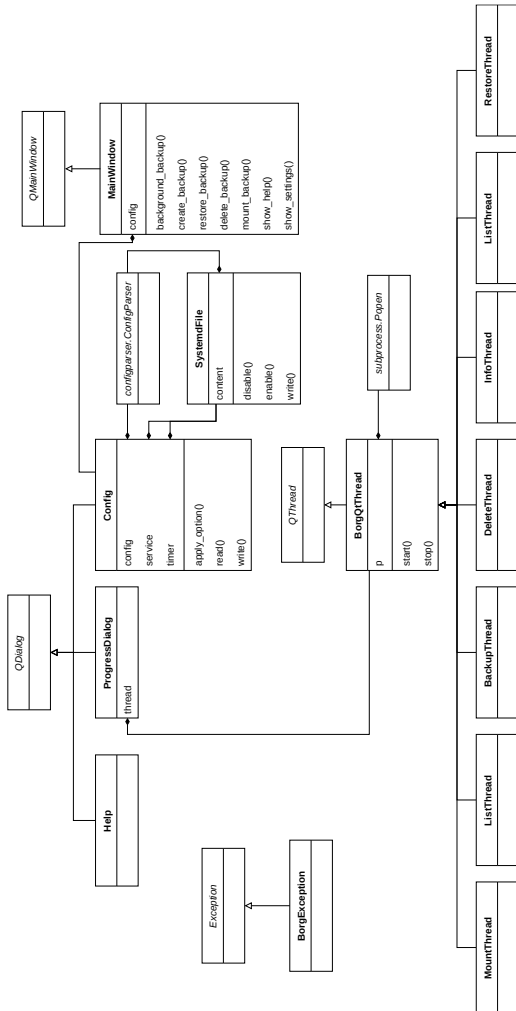 QDialog
QMainWindow
Help
ProgressDialog
thread
Config
config
service
timer
apply_option()
read()
write()
configparser.ConfigParser
MainWindow
config
background_backup()
create_backup()
restore_backup()
delete_backup()
mount_backup()
show_help()
show_settings()
SystemdFile
content
disable()
enable()
write()
Exception
BorgException
QThread
BorgQtThread
p
start()
stop()
subprocess.Popen
MountThread
ListThread
BackupThread
DeleteThread
InfoThread
ListThread
RestoreThread